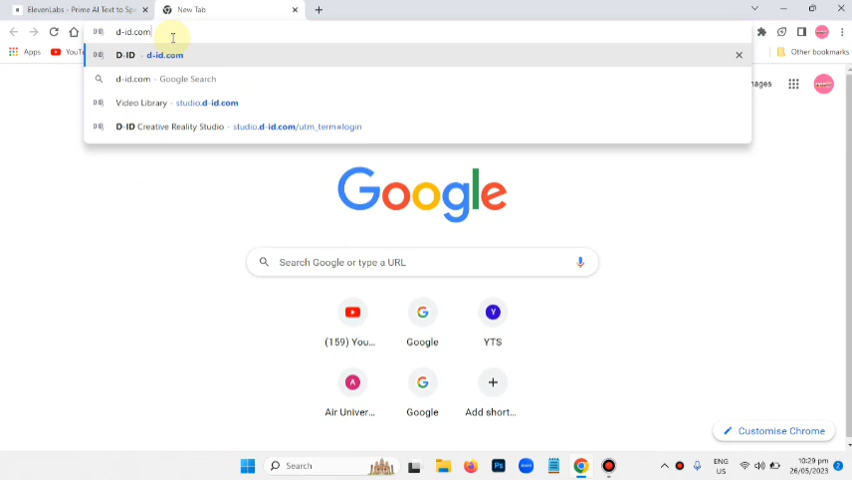 ElevenLabs - Prime AI Text to Sp
New Tab
d-id.com
Apps
YouT
Other bookmarks
D-ID - d-id.com
d-id.com - Google Search
Video Library - studio.d-id.com
D-ID Creative Reality Studio - studio.d-id.com/utm_term=login
ages
Google
Search Google or type a URL
(159) You...
Google
YTS
Air Univer...
Google
Add short...
Customise Chrome
Search
ENG
US
10:29 pm
26/05/2023
2